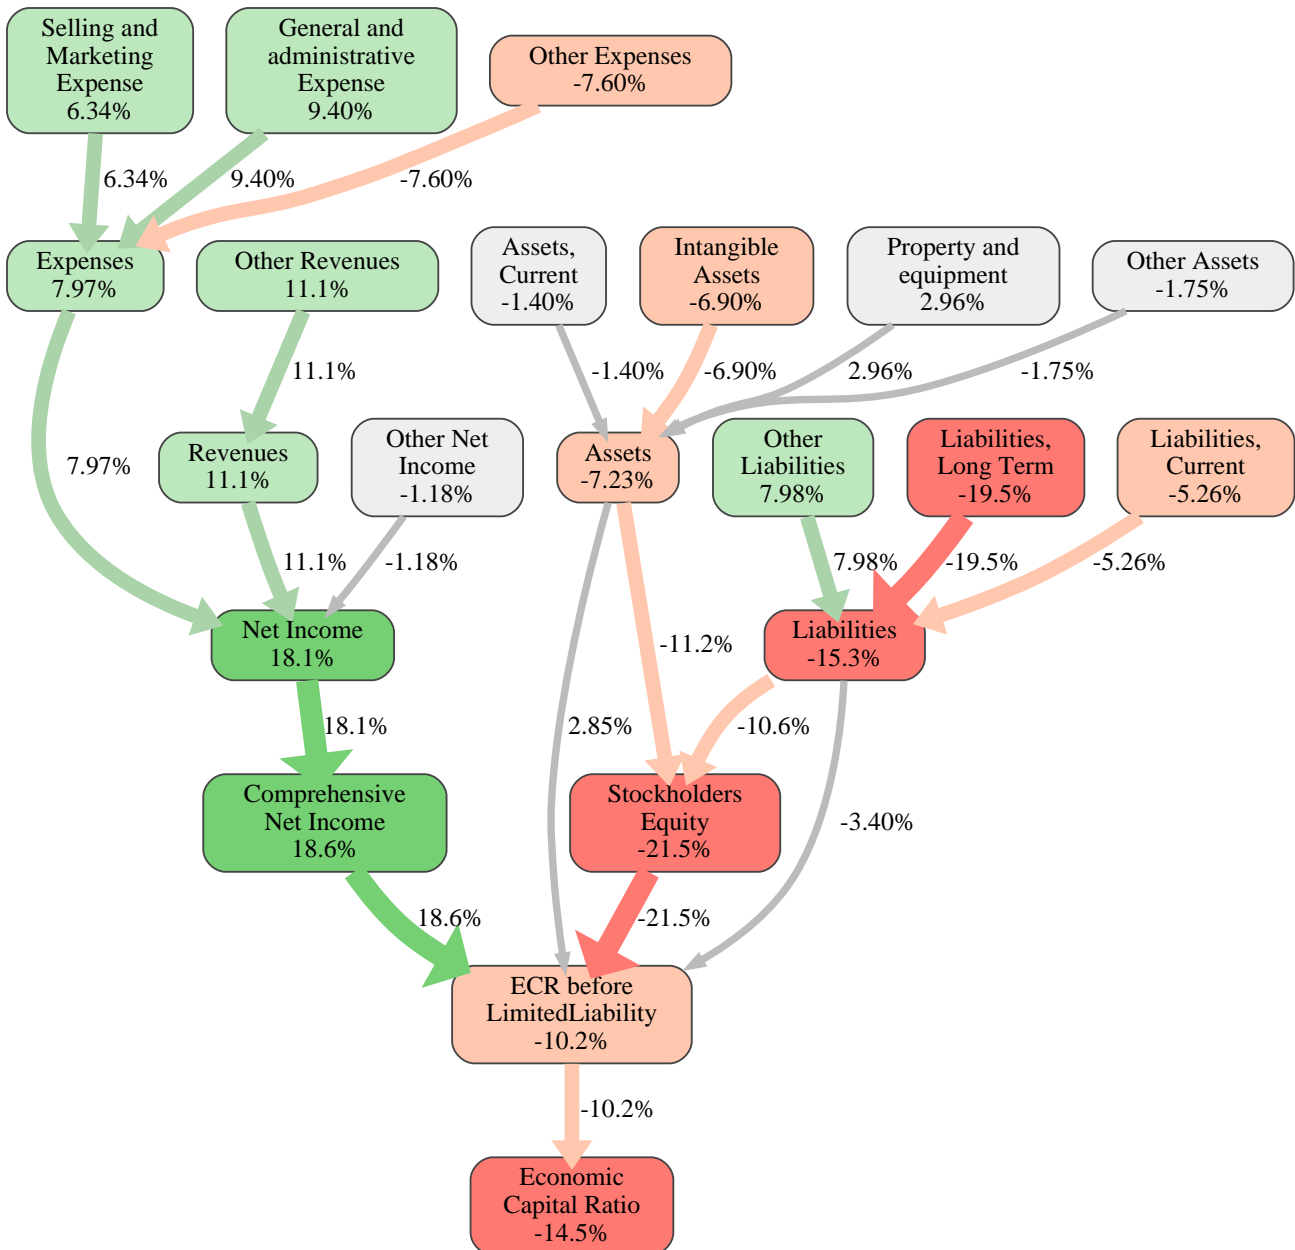 Selling and
Marketing
Expense
6.34%
General and
administrative
Expense
9.40%
Other Expenses
-7.60%
6.34%
9.40%
-7.60%
Expenses
7.97%
Other Revenues
11.1%
Assets,
Current
-1.40%
Intangible
Assets
-6.90%
Property and
equipment
2.96%
Other Assets
-1.75%
11.1%
-1.40%
-6.90%
2.96%
-1.75%
7.97%
Revenues
11.1%
Other Net
Income
-1.18%
Assets
-7.23%
Other
Liabilities
7.98%
Liabilities,
Long Term
-19.5%
Liabilities,
Current
-5.26%
11.1%
-1.18%
7.98%
-19.5%
-5.26%
Net Income
18.1%
-11.2%
Liabilities
-15.3%
18.1%
2.85%
-10.6%
Comprehensive
Net Income
18.6%
Stockholders
Equity
-21.5%
-3.40%
18.6%
-21.5%
ECR before
LimitedLiability
-10.2%
-10.2%
Economic
Capital Ratio
-14.5%